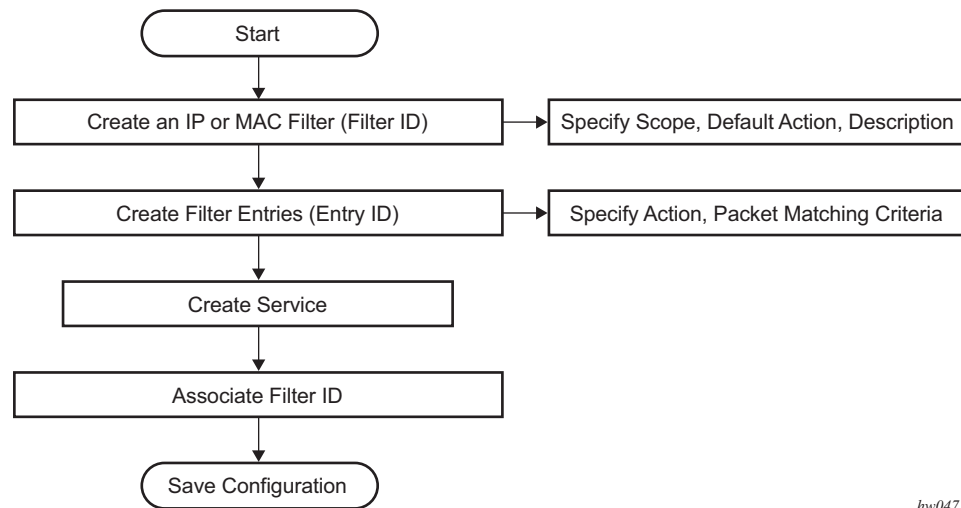 Start
Create an IP or MAC Filter (Filter ID)
Specify Scope, Default Action, Description
Create Filter Entries (Entry ID)
Specify Action, Packet Matching Criteria
Create Service
Associate Filter ID
Save Configuration
hw047